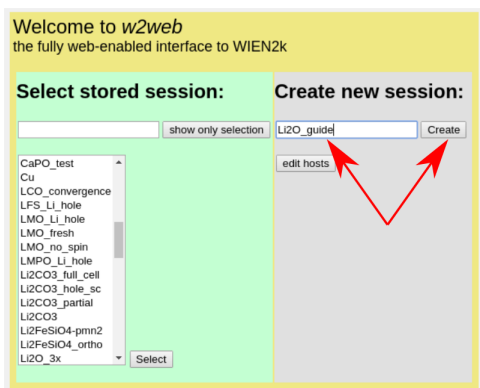 Welcome to w2web
the fully web-enabled interface to WIEN2k
Select stored session:
show only selection
CaPO_test
Cu
LCO_convergence
LFS_Li_hole
LMO_Li_hole
LMO_fresh
LMO_no_spin
LMPO_Li_hole
Li2CO3_full_cell
Li2CO3_hole_sc
Li2CO3_partial
Li2CO3
Li2FeSiO4-pmn2
Li2FeSiO4_ortho
Li2O_3x
Select
Create new session:
Li2O_guide
Create
edit hosts